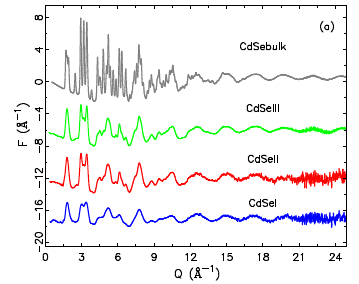 8
(a)
CdSebulk
4
0
CdSeIII
−4
F (Å⁻¹)
−8
CdSeII
−12
CdSeI
−16
−20
0 3 6 9 12 15 18 21 24
Q (Å⁻¹)